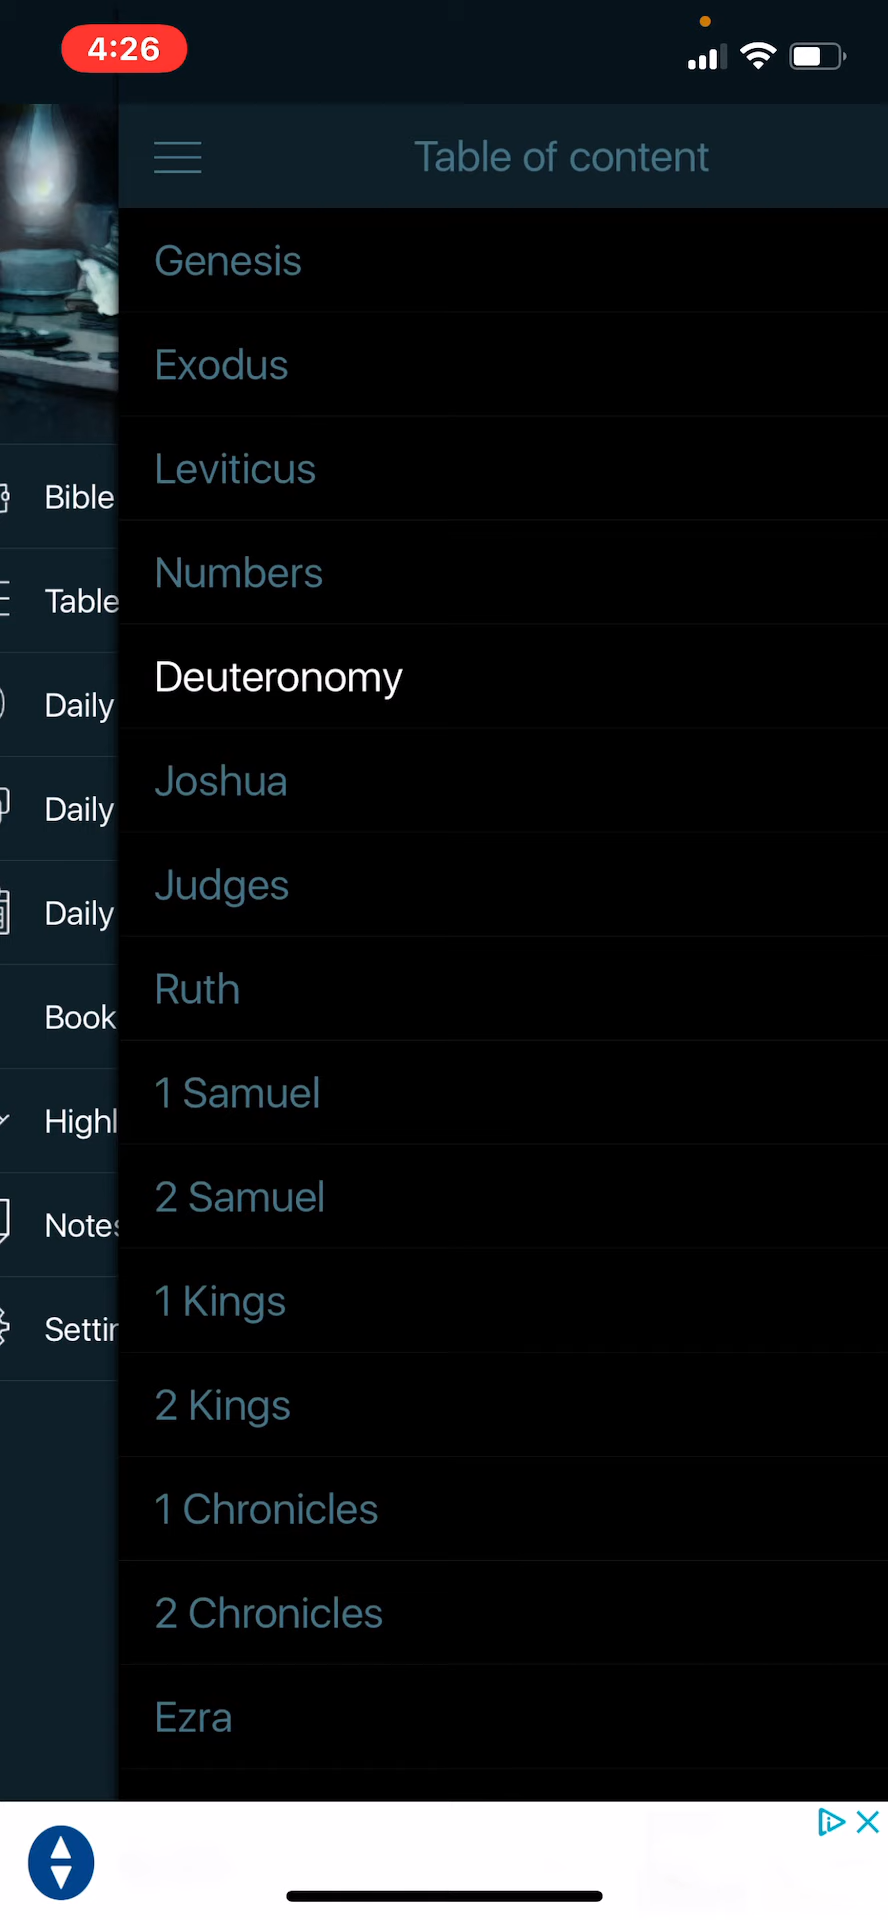 4:26
Table of content
Genesis
Exodus
Leviticus
Bible
Numbers
Table
Deuteronomy
Daily
Joshua
Daily
Judges
Daily
Ruth
Book
1 Samuel
Highl
2 Samuel
Notes
1 Kings
Settin
2 Kings
1 Chronicles
2 Chronicles
Ezra